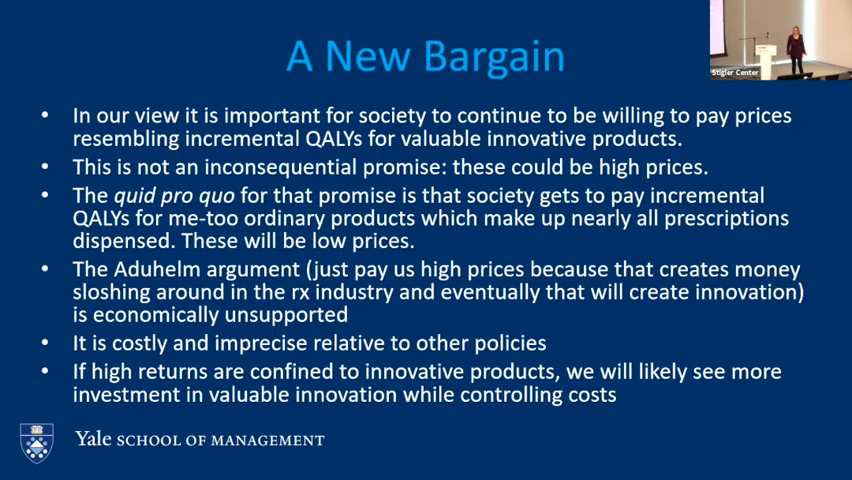 A New Bargain
Stigler Center
• In our view it is important for society to continue to be willing to pay prices
resembling incremental QALYs for valuable innovative products.
• This is not an inconsequential promise: these could be high prices.
• The quid pro quo for that promise is that society gets to pay incremental
QALYs for me-too ordinary products which make up nearly all prescriptions
dispensed. These will be low prices.
• The Aduhelm argument (just pay us high prices because that creates money
sloshing around in the rx industry and eventually that will create innovation)
is economically unsupported
• It is costly and imprecise relative to other policies
• If high returns are confined to innovative products, we will likely see more
investment in valuable innovation while controlling costs
Yale SCHOOL OF MANAGEMENT